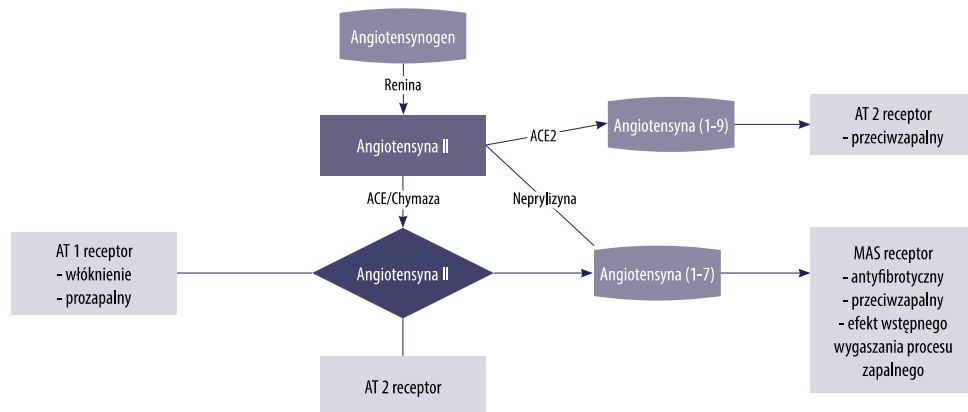 Angiotensynogen
Renina
Angiotensyna II
ACE2
Angiotensyna (1-9)
AT 2 receptor
- przeciwzapalny
ACE/Chymaza
Neprylizyna
AT 1 receptor
- włóknienie
- prozapalny
Angiotensyna II
Angiotensyna (1-7)
MAS receptor
- antyfibrotyczny
- przeciwzapalny
- efekt wstępnego
wygaszania procesu
zapalnego
AT 2 receptor